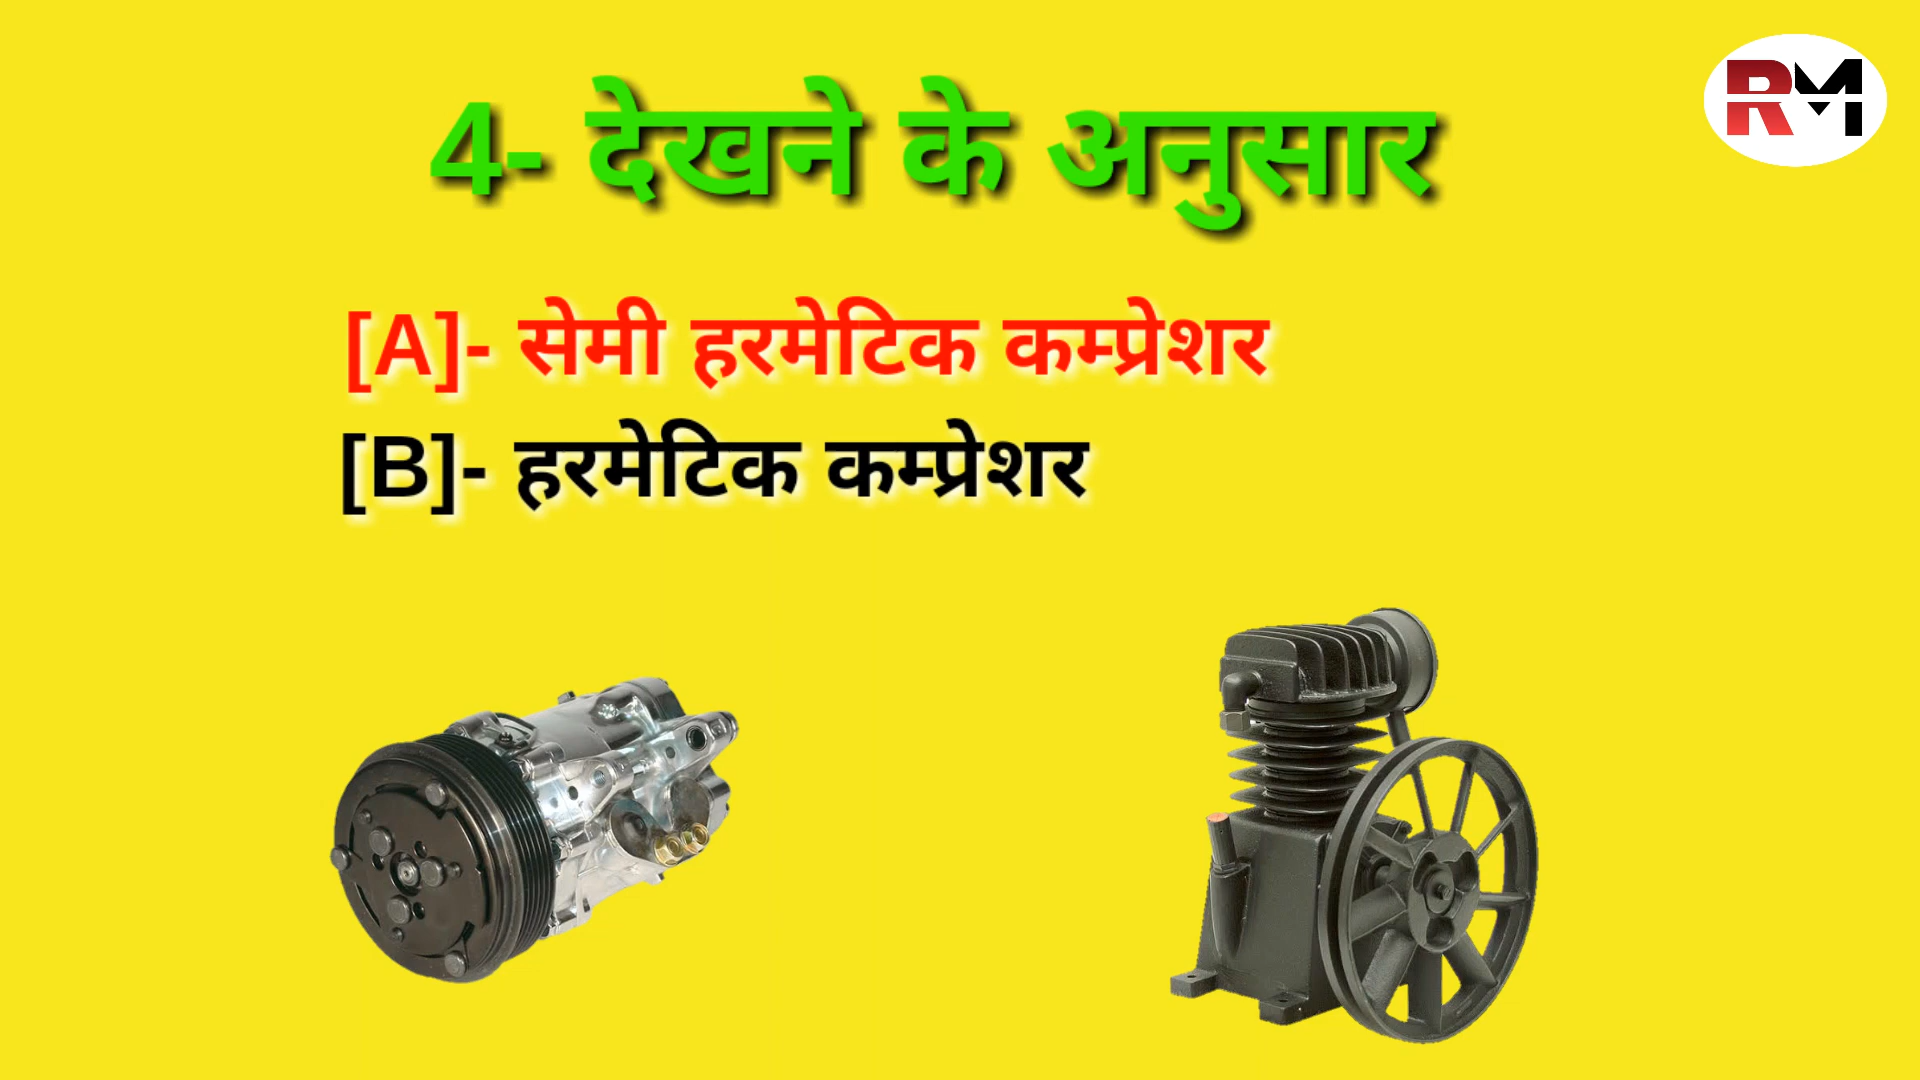 RM
4- देखने के अनुसार
[A]- सेमी हरमेटिक कम्प्रेशर
[B]- हरमेटिक कम्प्रेशर